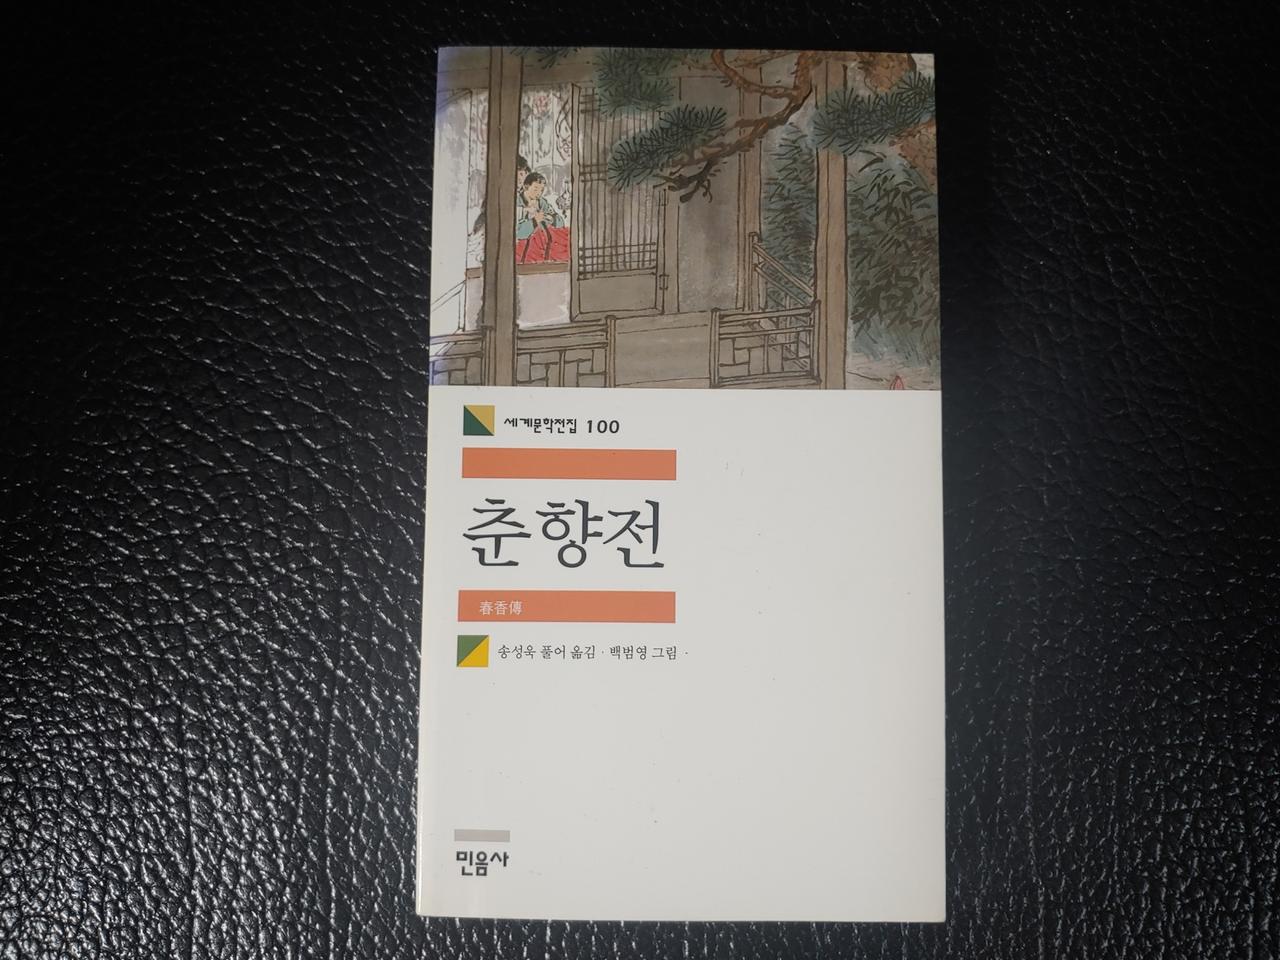 세계문학전집 100
춘향전
春香傳
송성욱 풀어 옮김 · 백범영 그림
민음사